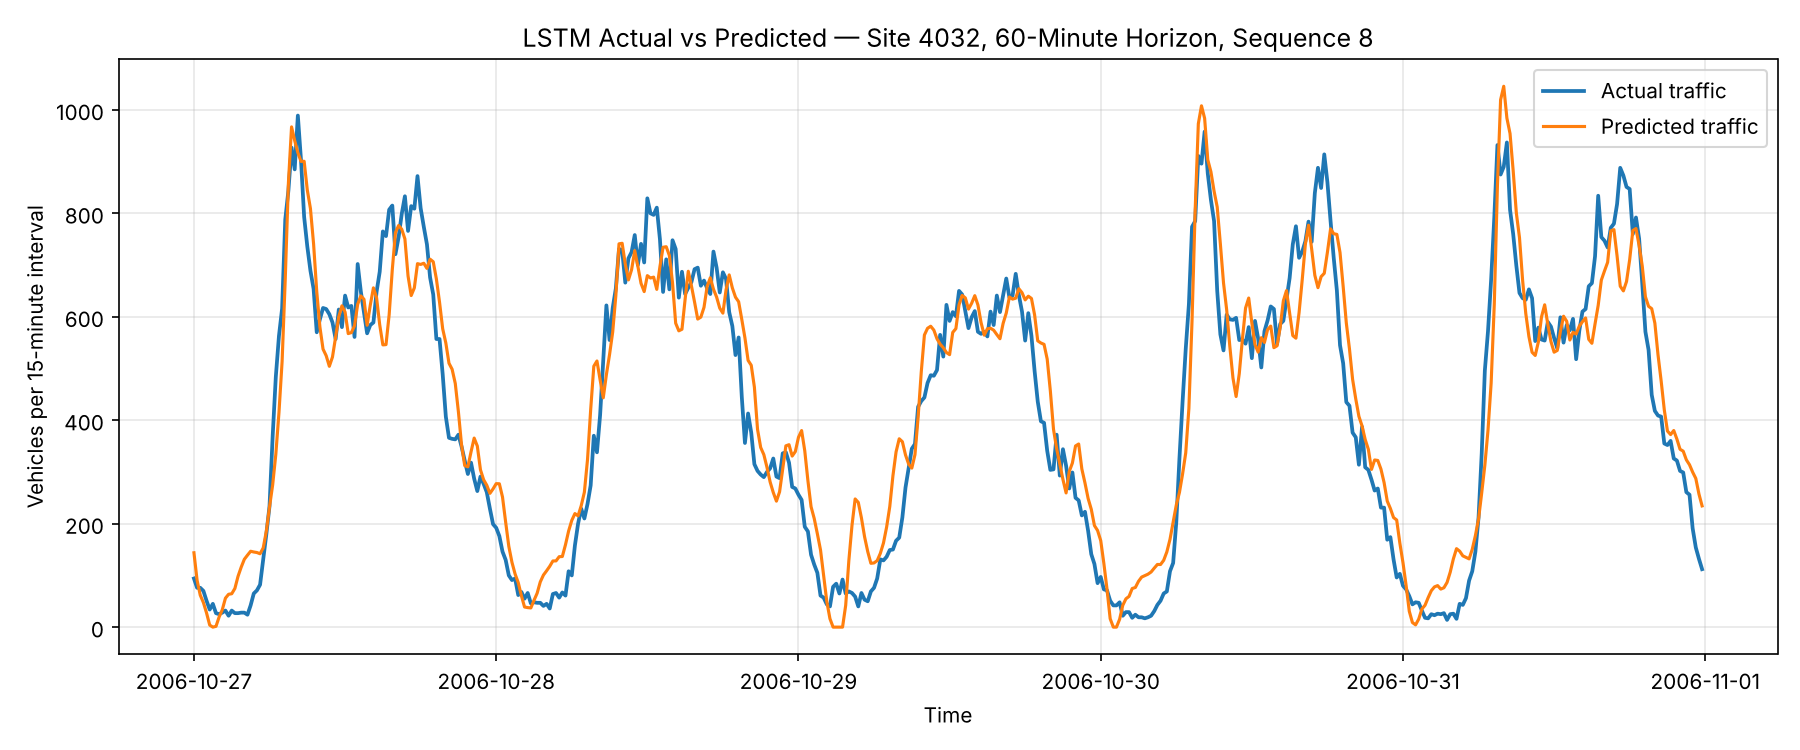 LSTM Actual vs Predicted — Site 4032, 60-Minute Horizon, Sequence 8
Actual traffic
Predicted traffic
Vehicles per 15-minute interval
1000
800
600
400
200
0
2006-10-27
2006-10-28
2006-10-29
2006-10-30
2006-10-31
2006-11-01
Time